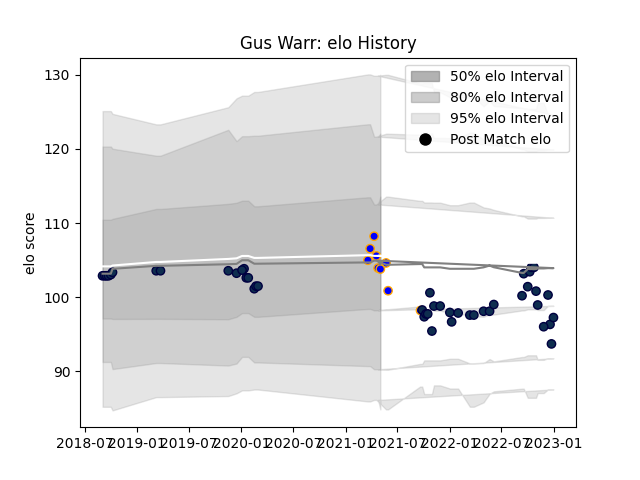 Gus Warr: elo History
130
120
110
100
90
elo score
50% elo Interval
80% elo Interval
95% elo Interval
Post Match elo
2018-07 2019-01 2019-07 2020-01 2020-07 2021-01 2021-07 2022-01 2022-07 2023-01